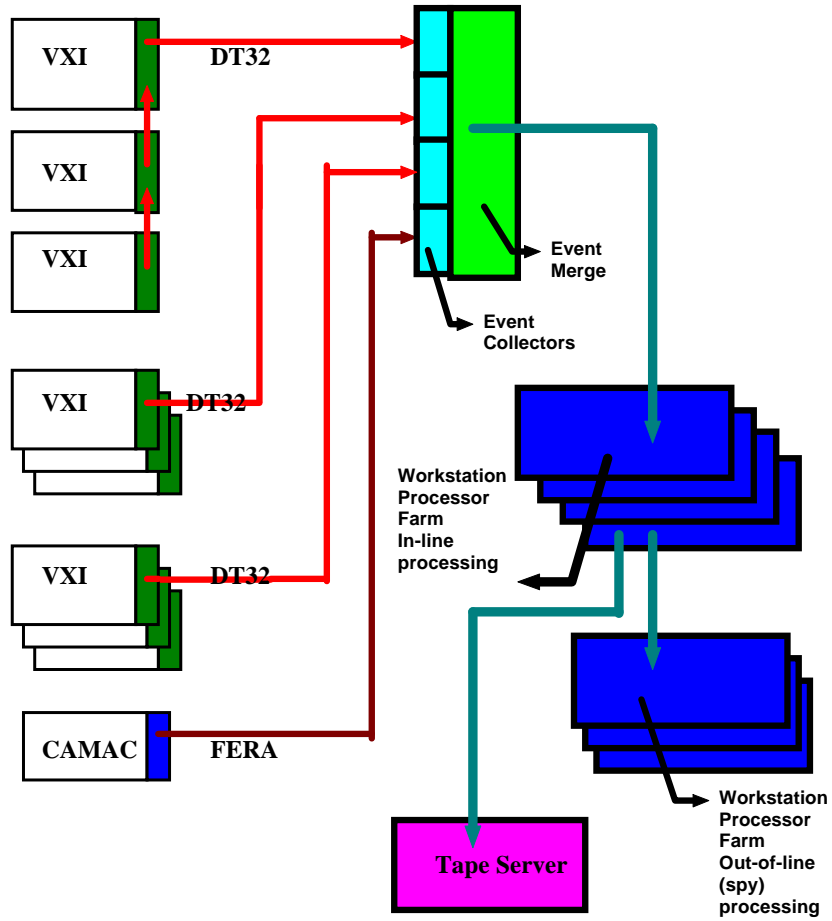 VXI
DT32
VXI
VXI
Event
Merge
Event
Collectors
VXI
DT32
Workstation
Processor
Farm
In-line
processing
VXI
DT32
CAMAC
FERA
Workstation
Processor
Farm
Out-of-line
(spy)
processing
Tape Server